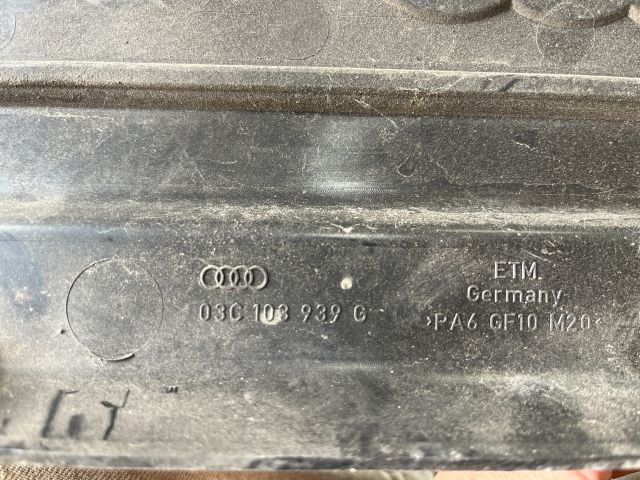 03C 103 939 G
ETM
Germany
>PA6 GF10 M20<